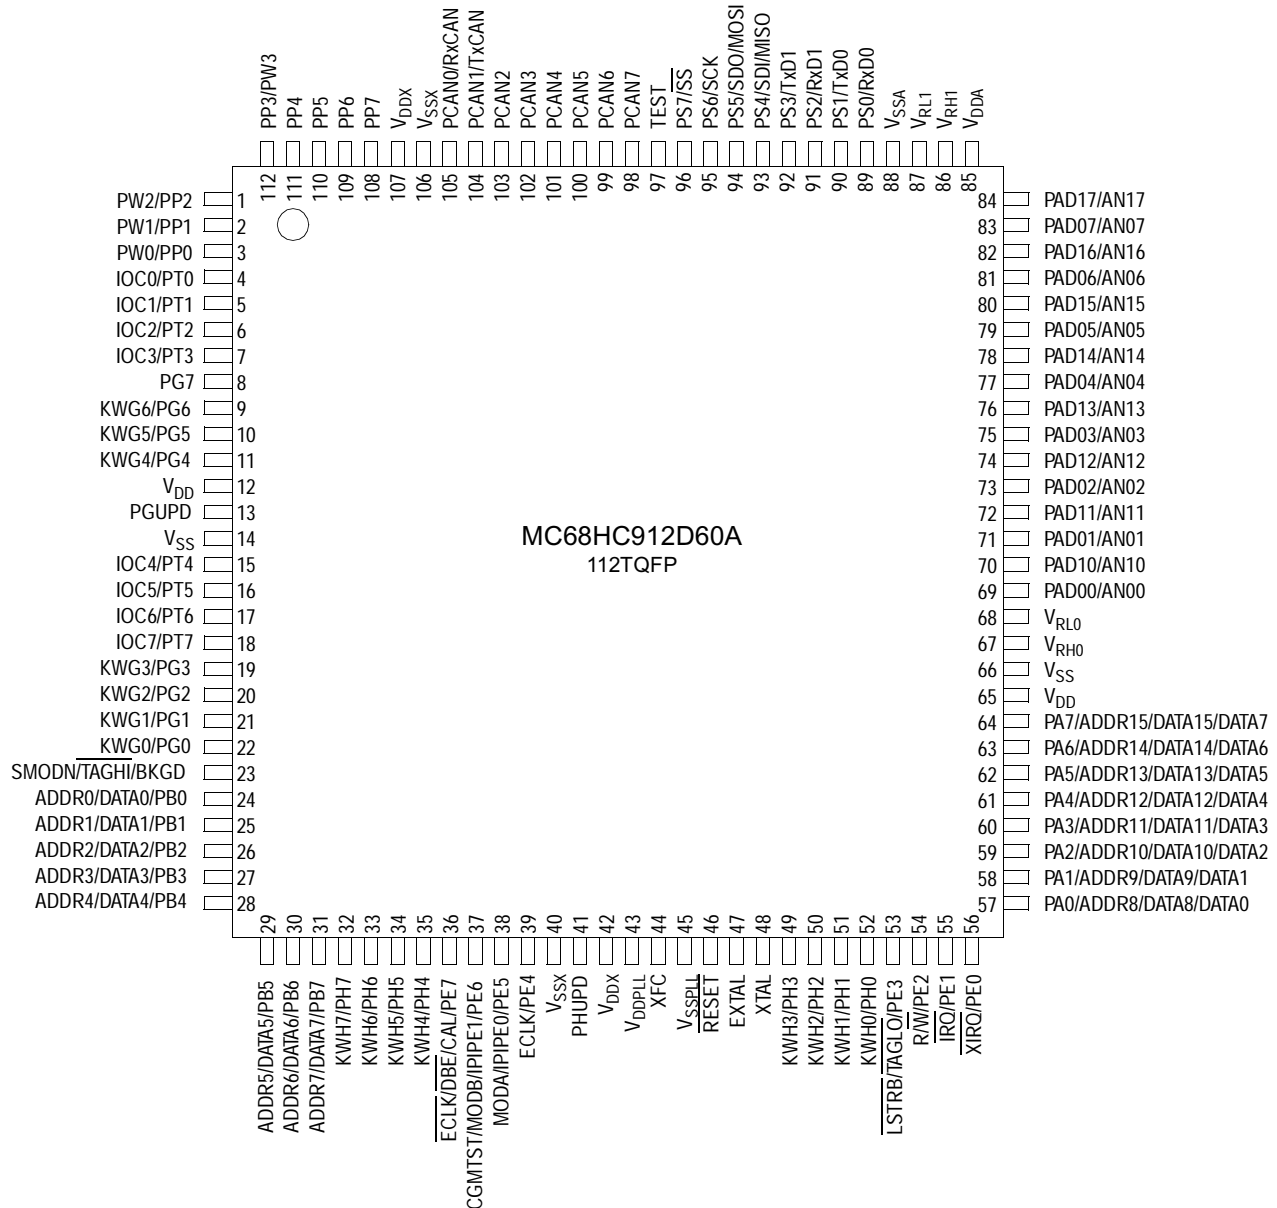 PP3/PW3
PP4
PP5
PP6
PP7
VDDX
VSSX
PCAN0/RxCAN
PCAN1/TxCAN
PCAN2
PCAN3
PCAN4
PCAN5
PCAN6
PCAN7
TEST
PS7/SS
PS6/SCK
PS5/SDO/MOSI
PS4/SDI/MISO
PS3/TxD1
PS2/RxD1
PS1/TxD0
PS0/RxD0
VSSA
VRL1
VRH1
VDDA
112
111
110
109
108
107
106
105
104
103
102
101
100
99
98
97
96
95
94
93
92
91
90
89
88
87
86
85
PW2/PP2 1
PW1/PP1 2
PW0/PP0 3
IOC0/PT0 4
IOC1/PT1 5
IOC2/PT2 6
IOC3/PT3 7
PG7 8
KWG6/PG6 9
KWG5/PG5 10
KWG4/PG4 11
VDD 12
PGUPD 13
VSS 14
IOC4/PT4 15
IOC5/PT5 16
IOC6/PT6 17
IOC7/PT7 18
KWG3/PG3 19
KWG2/PG2 20
KWG1/PG1 21
KWG0/PG0 22
SMODN/TAGHI/BKGD 23
ADDR0/DATA0/PB0 24
ADDR1/DATA1/PB1 25
ADDR2/DATA2/PB2 26
ADDR3/DATA3/PB3 27
ADDR4/DATA4/PB4 28
MC68HC912D60A
112TQFP
84 PAD17/AN17
83 PAD07/AN07
82 PAD16/AN16
81 PAD06/AN06
80 PAD15/AN15
79 PAD05/AN05
78 PAD14/AN14
77 PAD04/AN04
76 PAD13/AN13
75 PAD03/AN03
74 PAD12/AN12
73 PAD02/AN02
72 PAD11/AN11
71 PAD01/AN01
70 PAD10/AN10
69 PAD00/AN00
68 VRL0
67 VRH0
66 VSS
65 VDD
64 PA7/ADDR15/DATA15/DATA7
63 PA6/ADDR14/DATA14/DATA6
62 PA5/ADDR13/DATA13/DATA5
61 PA4/ADDR12/DATA12/DATA4
60 PA3/ADDR11/DATA11/DATA3
59 PA2/ADDR10/DATA10/DATA2
58 PA1/ADDR9/DATA9/DATA1
57 PA0/ADDR8/DATA8/DATA0
29
30
31
32
33
34
35
36
37
38
39
40
41
42
43
44
45
46
47
48
49
50
51
52
53
54
55
56
ADDR5/DATA5/PB5
ADDR6/DATA6/PB6
ADDR7/DATA7/PB7
KWH7/PH7
KWH6/PH6
KWH5/PH5
KWH4/PH4
ECLK/DBE/CAL/PE7
CGMTST/MODB/IPIPE1/PE6
MODA/IPIPE0/PE5
ECLK/PE4
VSSX
PHUPD
VDDX
VDDPLL
XFC
VSSPLL
RESET
EXTAL
XTAL
KWH3/PH3
KWH2/PH2
KWH1/PH1
KWH0/PH0
LSTRB/TAGLO/PE3
R/W/PE2
IRQ/PE1
XIRQ/PE0